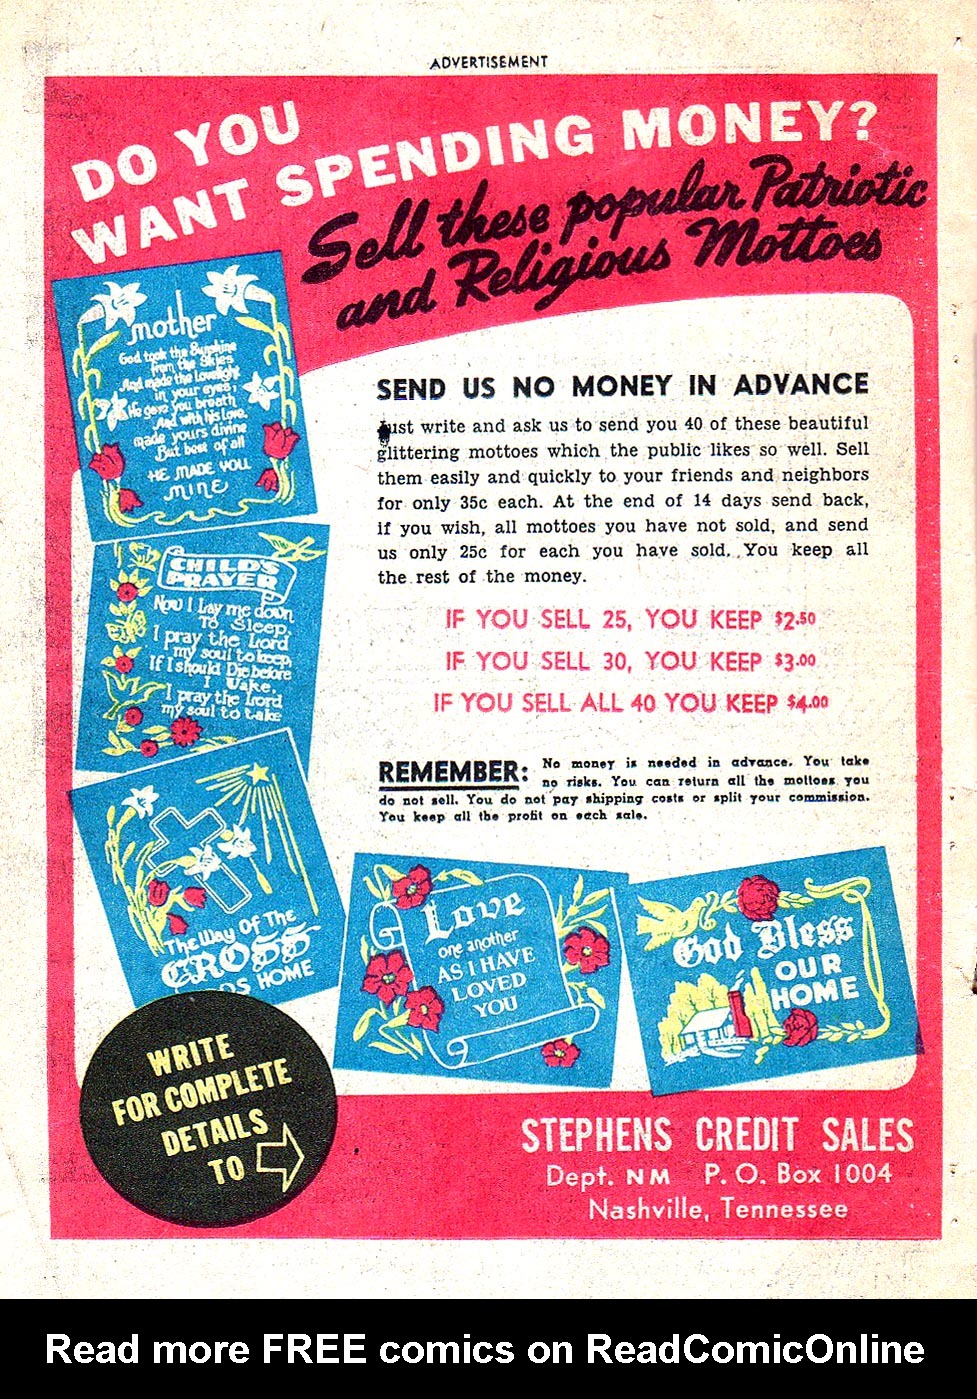 ADVERTISEMENT
DO YOU
WANT SPENDING MONEY?
Sell these popular Patriotic
and Religious Mottoes
mother
God took the Sunshine
from the Skies
And made the Lovelight
in your eyes,
He gave you breath
And with his Love,
made yours divine
But best of all
HE MADE YOU
MINE
CHILD'S
PRAYER
Now I Lay me down
TO Sleep,
I pray the Lord
my soul to keep,
If I should Die before
I Wake,
I pray the Lord
my soul to take
The Way Of The
CROSS
HOME
SEND US NO MONEY IN ADVANCE
Just write and ask us to send you 40 of these beautiful
glittering mottoes which the public likes so well. Sell
them easily and quickly to your friends and neighbors
for only 35c each. At the end of 14 days send back,
if you wish, all mottoes you have not sold, and send
us only 25c for each you have sold. You keep all
the rest of the money.
IF YOU SELL 25, YOU KEEP $2.50
IF YOU SELL 30, YOU KEEP $3.00
IF YOU SELL ALL 40 YOU KEEP $4.00
REMEMBER: No money is needed in advance. You take
no risks. You can return all the mottoes you
do not sell. You do not pay shipping costs or split your commission.
You keep all the profit on each sale.
Love
one another
AS I HAVE
LOVED
YOU
God Bless
OUR
HOME
WRITE
FOR COMPLETE
DETAILS
TO
STEPHENS CREDIT SALES
Dept. NM P. O. Box 1004
Nashville, Tennessee
Read more FREE comics on ReadComicOnline